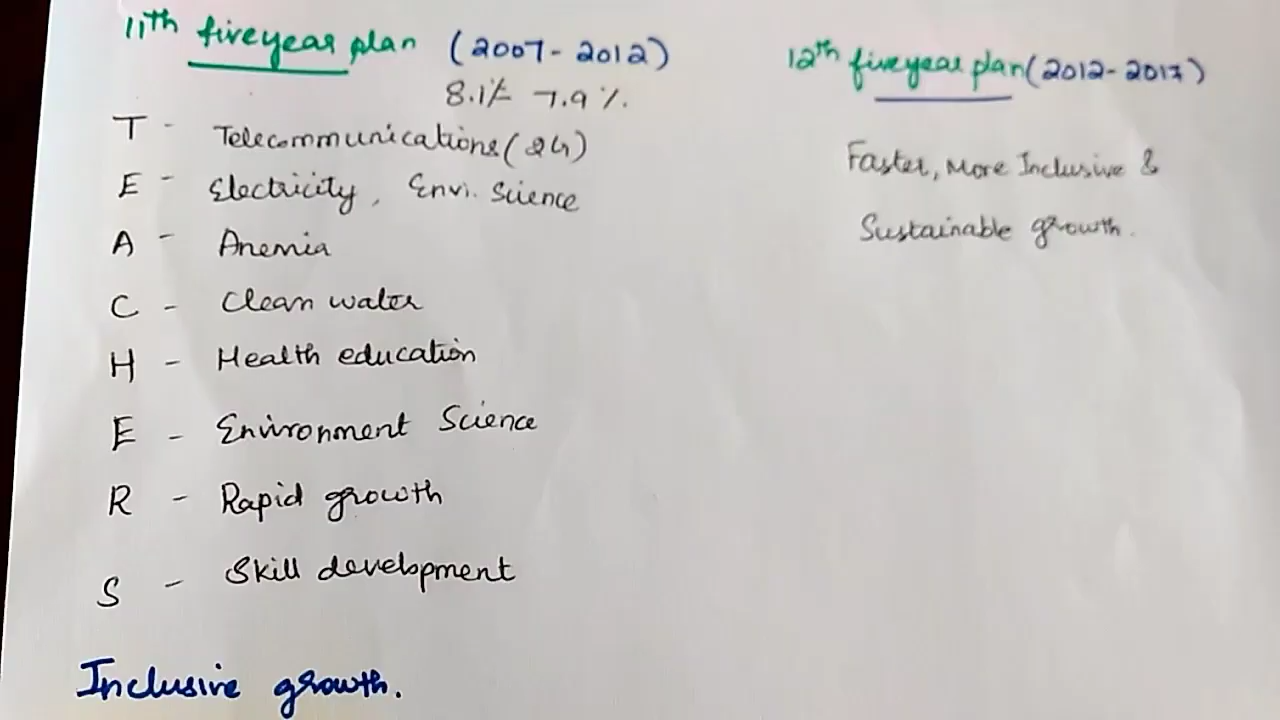 11th fiveyear plan (2007-2012)
8.1% 7.9%.
T - Telecommunications (2G)
E - Electricity, Envi. Science
A - Anemia
C - Clean water
H - Health education
E - Environment Science
R - Rapid growth
S - Skill development
Inclusive growth.
12th fiveyear plan (2012-2017)
Faster, More Inclusive &
Sustainable growth.